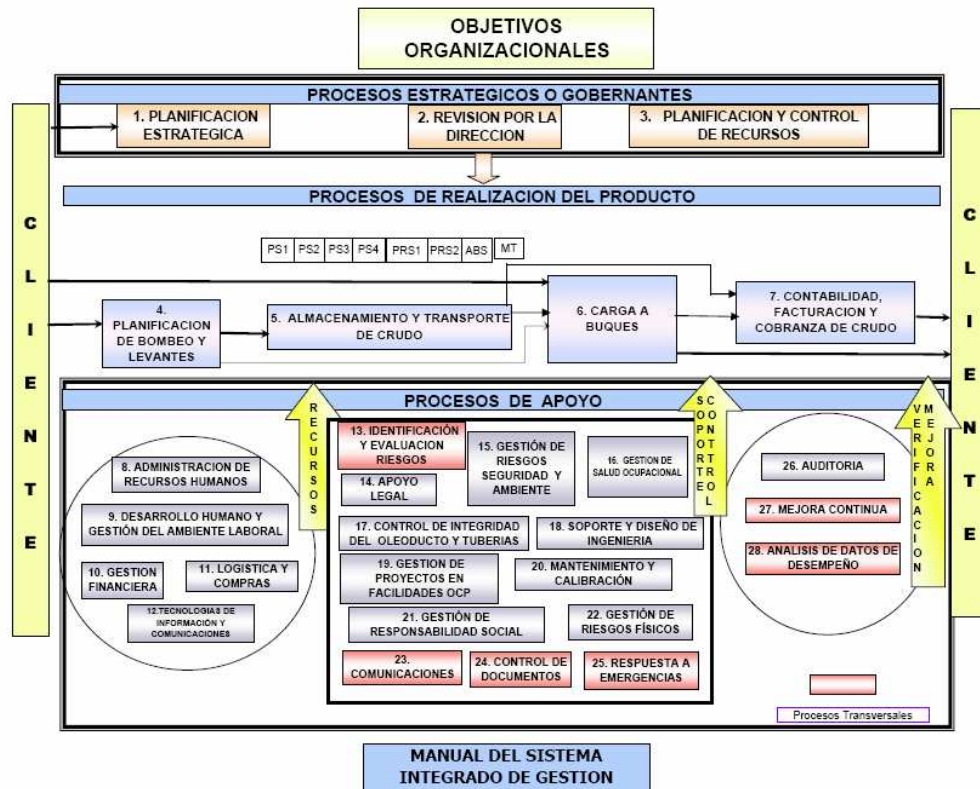 OBJETIVOS
ORGANIZACIONALES
PROCESOS ESTRATEGICOS O GOBERNANTES
1. PLANIFICACION
ESTRATEGICA
2. REVISION POR LA
DIRECCION
3. PLANIFICACION Y CONTROL
DE RECURSOS
PROCESOS DE REALIZACION DEL PRODUCTO
CLIENTE
PS1 PS2 PS3 PS4 PRS1 PRS2 ABS MT
4.
PLANIFICACION
DE BOMBEO Y
LEVANTES
5. ALMACENAMIENTO Y TRANSPORTE
DE CRUDO
6. CARGA A
BUQUES
7. CONTABILIDAD,
FACTURACION Y
COBRANZA DE CRUDO
CLIENTE
PROCESOS DE APOYO
RECURSOS
8. ADMINISTRACION DE
RECURSOS HUMANOS
9. DESARROLLO HUMANO y
GESTIÓN DEL AMBIENTE LABORAL
10. GESTION
FINANCIERA
11. LOGISTICA Y
COMPRAS
12.TECNOLOGIAS DE
INFORMACIÓN Y
COMUNICACIONES
13. IDENTIFICACIÓN
Y EVALUACION
RIESGOS
14. APOYO
LEGAL
15. GESTIÓN DE
RIESGOS
SEGURIDAD Y
AMBIENTE
16. GESTION DE
SALUD OCUPACIONAL
17. CONTROL DE INTEGRIDAD
DEL OLEODUCTO Y TUBERIAS
18. SOPORTE Y DISEÑO DE
INGENIERIA
19. GESTION DE
PROYECTOS EN
FACILIDADES OCP
20. MANTENIMIENTO Y
CALIBRACIÓN
21. GESTIÓN DE
RESPONSABILIDAD SOCIAL
22. GESTIÓN DE
RIESGOS FÍSICOS
23.
COMUNICACIONES
24. CONTROL DE
DOCUMENTOS
25. RESPUESTA A
EMERGENCIAS
SOPORTE
CONTROL
26. AUDITORIA
27. MEJORA CONTINUA
28. ANALISIS DE DATOS DE
DESEMPEÑO
VERIFICACION
MEJORA
Procesos Transversales
MANUAL DEL SISTEMA
INTEGRADO DE GESTION